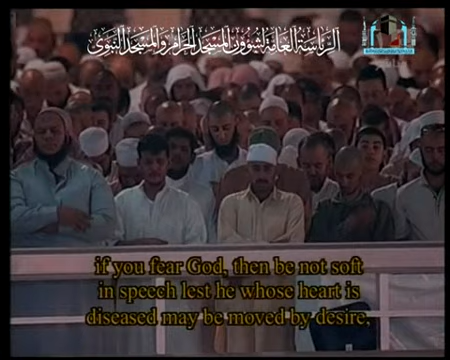 الرئاسة العامة لشؤون المسجد الحرام والمسجد النبوي
if you fear God, then be not soft
in speech lest he whose heart is
diseased may be moved by desire,